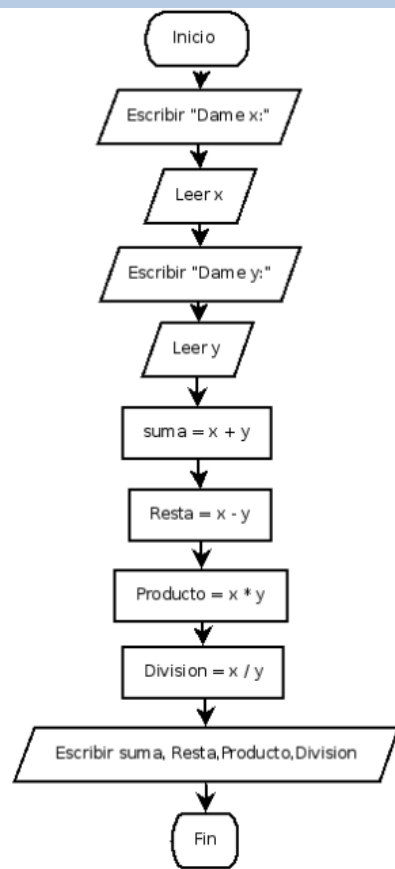 Inicio
Escribir "Dame x:"
Leer x
Escribir "Dame y:"
Leer y
suma = x + y
Resta = x - y
Producto = x * y
Division = x / y
Escribir suma, Resta,Producto,Division
Fin